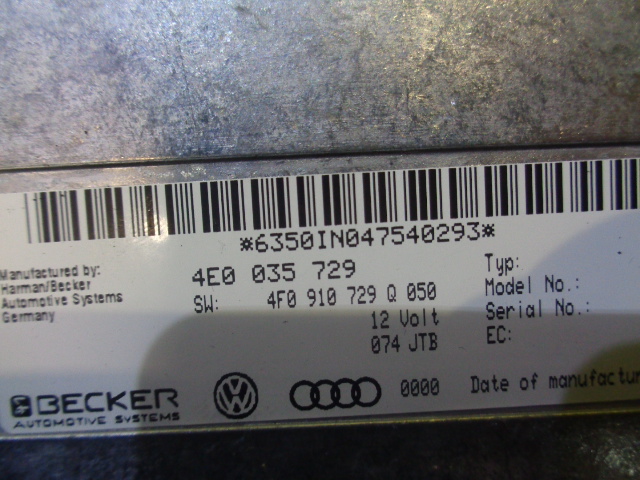 *6350IN047540293*
Manufactured by:
Harman/Becker
Automotive Systems
Germany
4E0 035 729
SW: 4F0 910 729 Q 050
12 Volt
074 JTB
Typ:
Model No.:
Serial No.:
EC:
BECKER
AUTOMOTIVE SYSTEMS
VW
0000
Date of manufactur